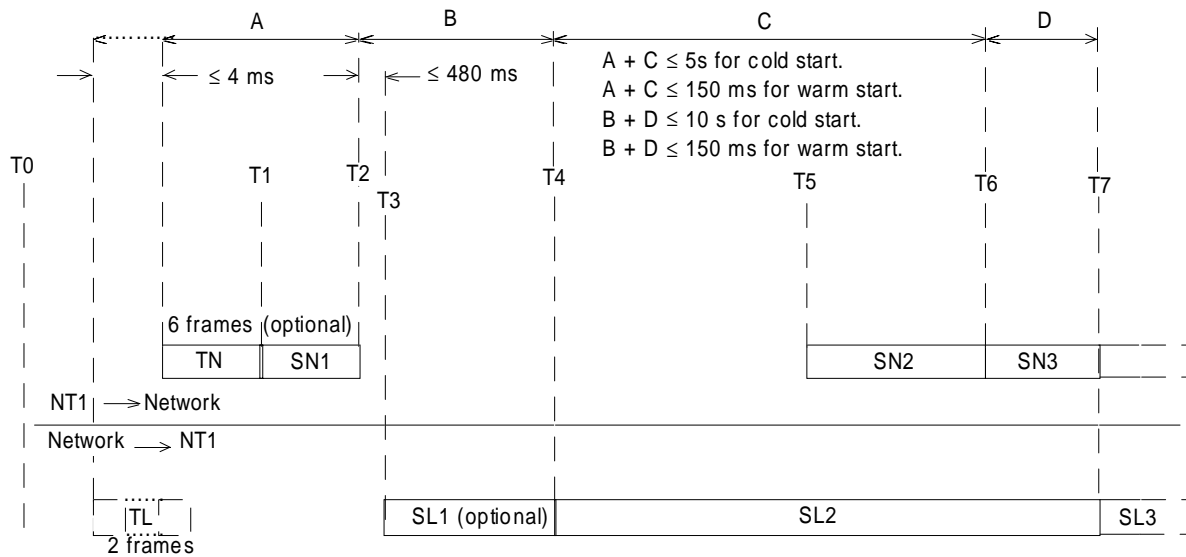 A B C D
≤ 4 ms ≤ 480 ms
A + C ≤ 5s for cold start.
A + C ≤ 150 ms for warm start.
B + D ≤ 10 s for cold start.
B + D ≤ 150 ms for warm start.
T0 T1 T2 T3 T4 T5 T6 T7
6 frames (optional)
TN SN1 SN2 SN3
NT1 → Network
Network → NT1
TL SL1 (optional) SL2 SL3
2 frames